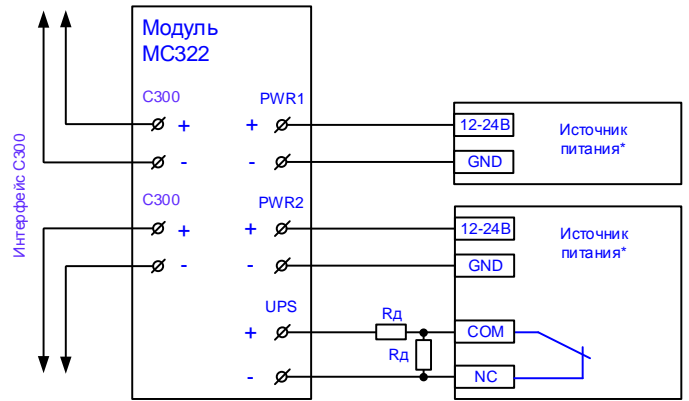 Модуль
МС322
С300
PWR1
+
+
12-24В
Источник
питания*
-
-
GND
Интерфейс С300
С300
PWR2
+
+
12-24В
Источник
питания*
-
-
GND
UPS
+
Rд
COM
Rд
-
NC